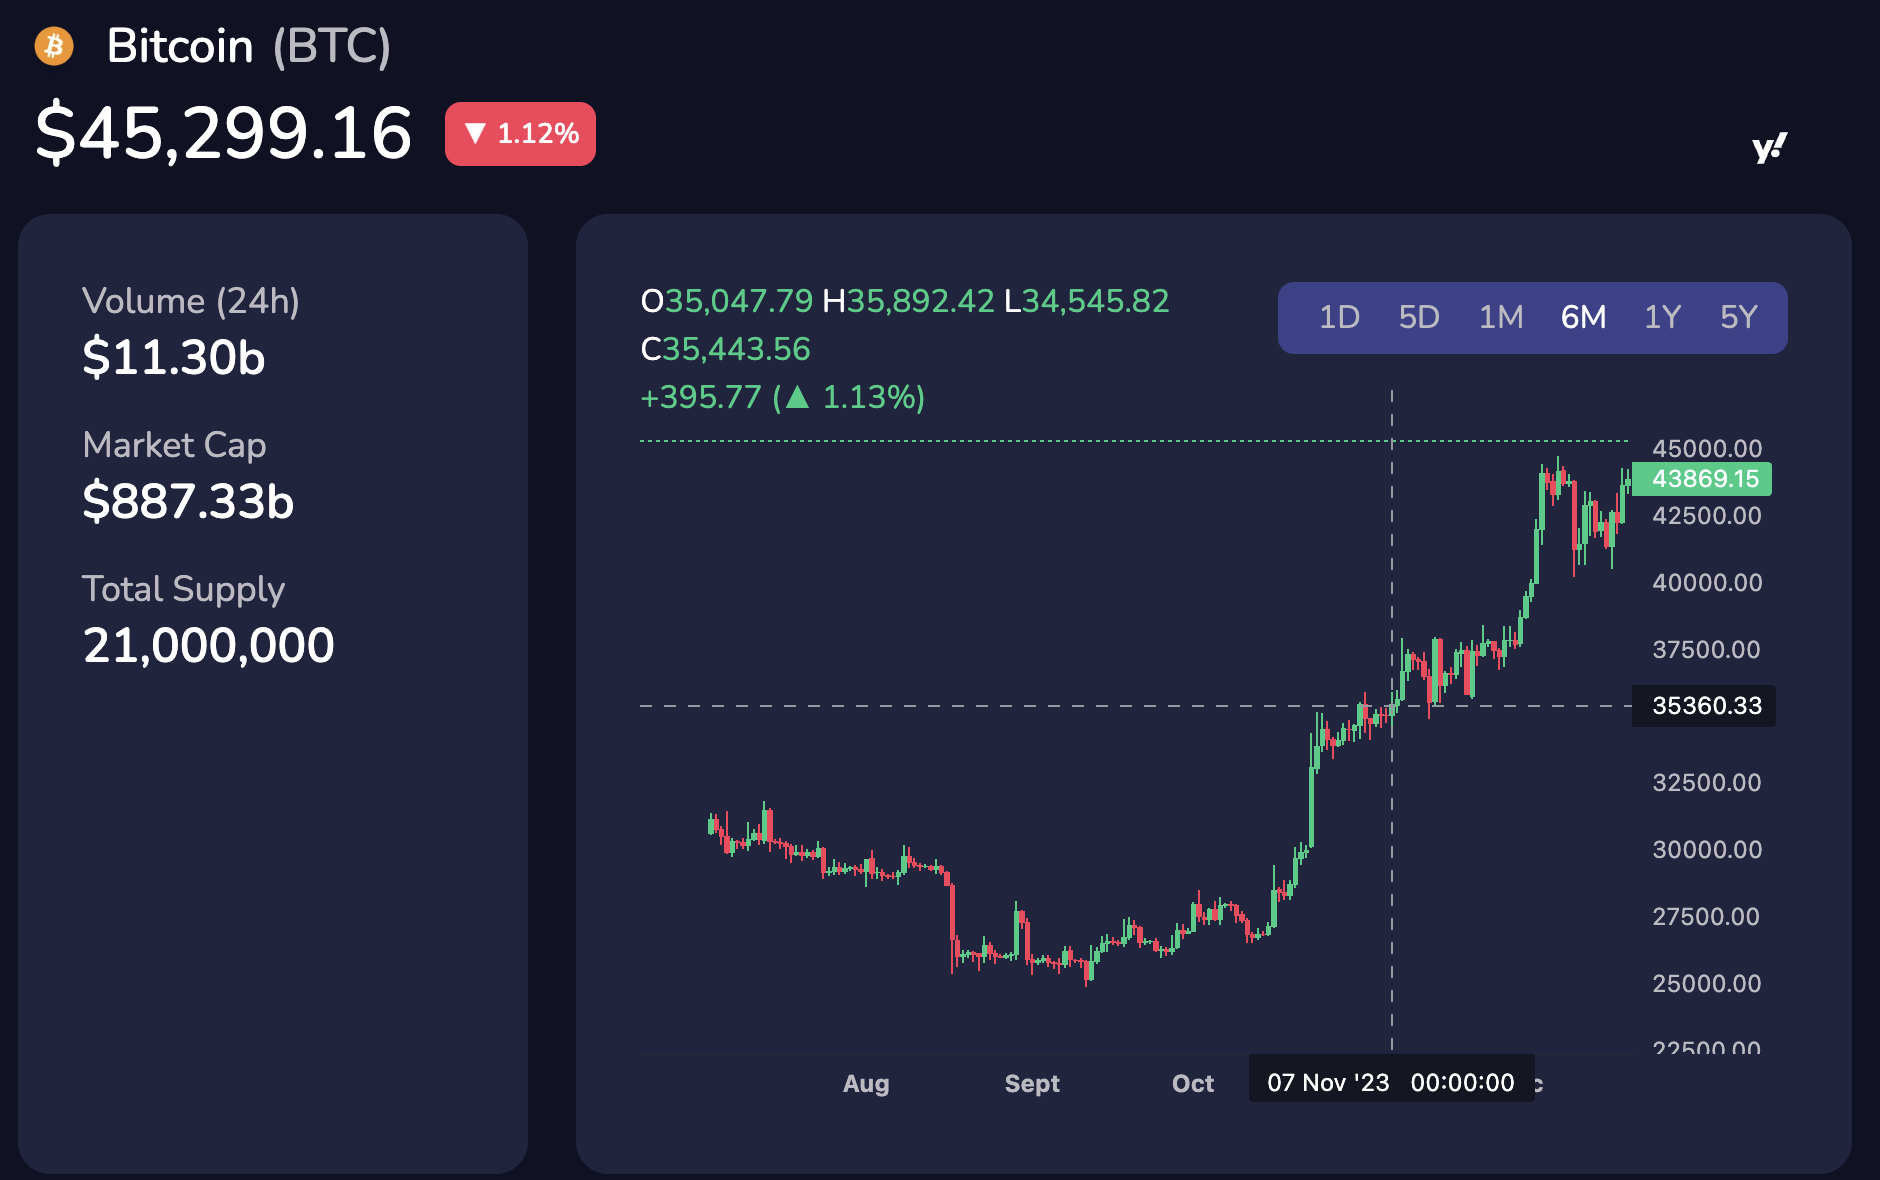 Bitcoin (BTC)
$45,299.16 ▼ 1.12%
y!
Volume (24h)
$11.30b
Market Cap
$887.33b
Total Supply
21,000,000
O35,047.79 H35,892.42 L34,545.82
C35,443.56
+395.77 (▲ 1.13%)
1D 5D 1M 6M 1Y 5Y
45000.00
43869.15
42500.00
40000.00
37500.00
35360.33
32500.00
30000.00
27500.00
25000.00
22500.00
Aug Sept Oct 07 Nov '23 00:00:00 c